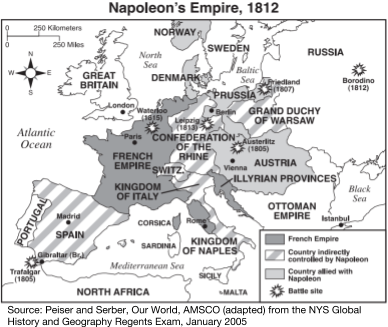 Napoleon's Empire, 1812
0 250 Kilometers
0 250 Miles
N
W E
S
NORWAY
SWEDEN
RUSSIA
North
Sea
Baltic
Sea
DENMARK
GREAT
BRITAIN
London
Friedland
(1807)
Borodino
(1812)
PRUSSIA
Berlin
Waterloo
(1815)
GRAND DUCHY
OF WARSAW
Leipzig
(1813)
Atlantic
Ocean
Paris
CONFEDERATION
OF THE
RHINE
Austerlitz
(1805)
Vienna
FRENCH
EMPIRE
SWITZ.
AUSTRIA
KINGDOM
OF ITALY
ILLYRIAN PROVINCES
Black
Sea
OTTOMAN
EMPIRE
Istanbul
PORTUGAL
Madrid
SPAIN
CORSICA
Rome
SARDINIA
KINGDOM
OF NAPLES
Gibraltar (Br.)
Trafalgar
(1805)
Mediterranean Sea
SICILY
MALTA
NORTH AFRICA
French Empire
Country indirectly
controlled by Napoleon
Country allied with
Napoleon
Battle site
Source: Peiser and Serber, Our World, AMSCO (adapted) from the NYS Global
History and Geography Regents Exam, January 2005